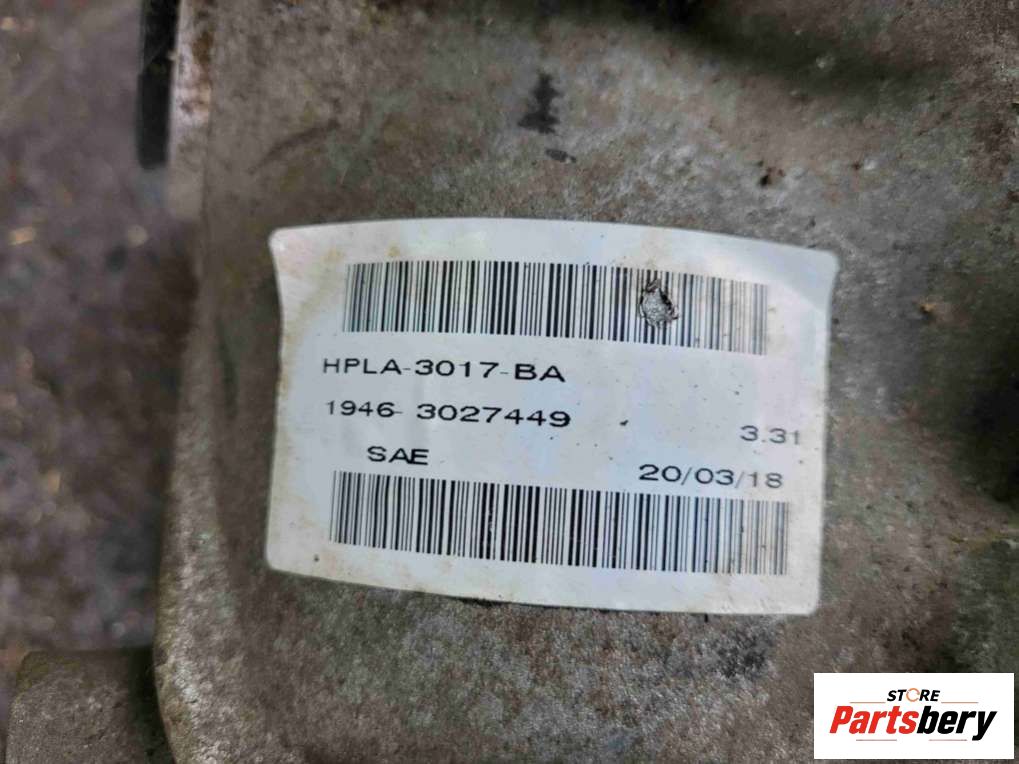 HPLA-3017-BA
1946- 3027449
3.31
SAE
20/03/18
STORE
Partsbery